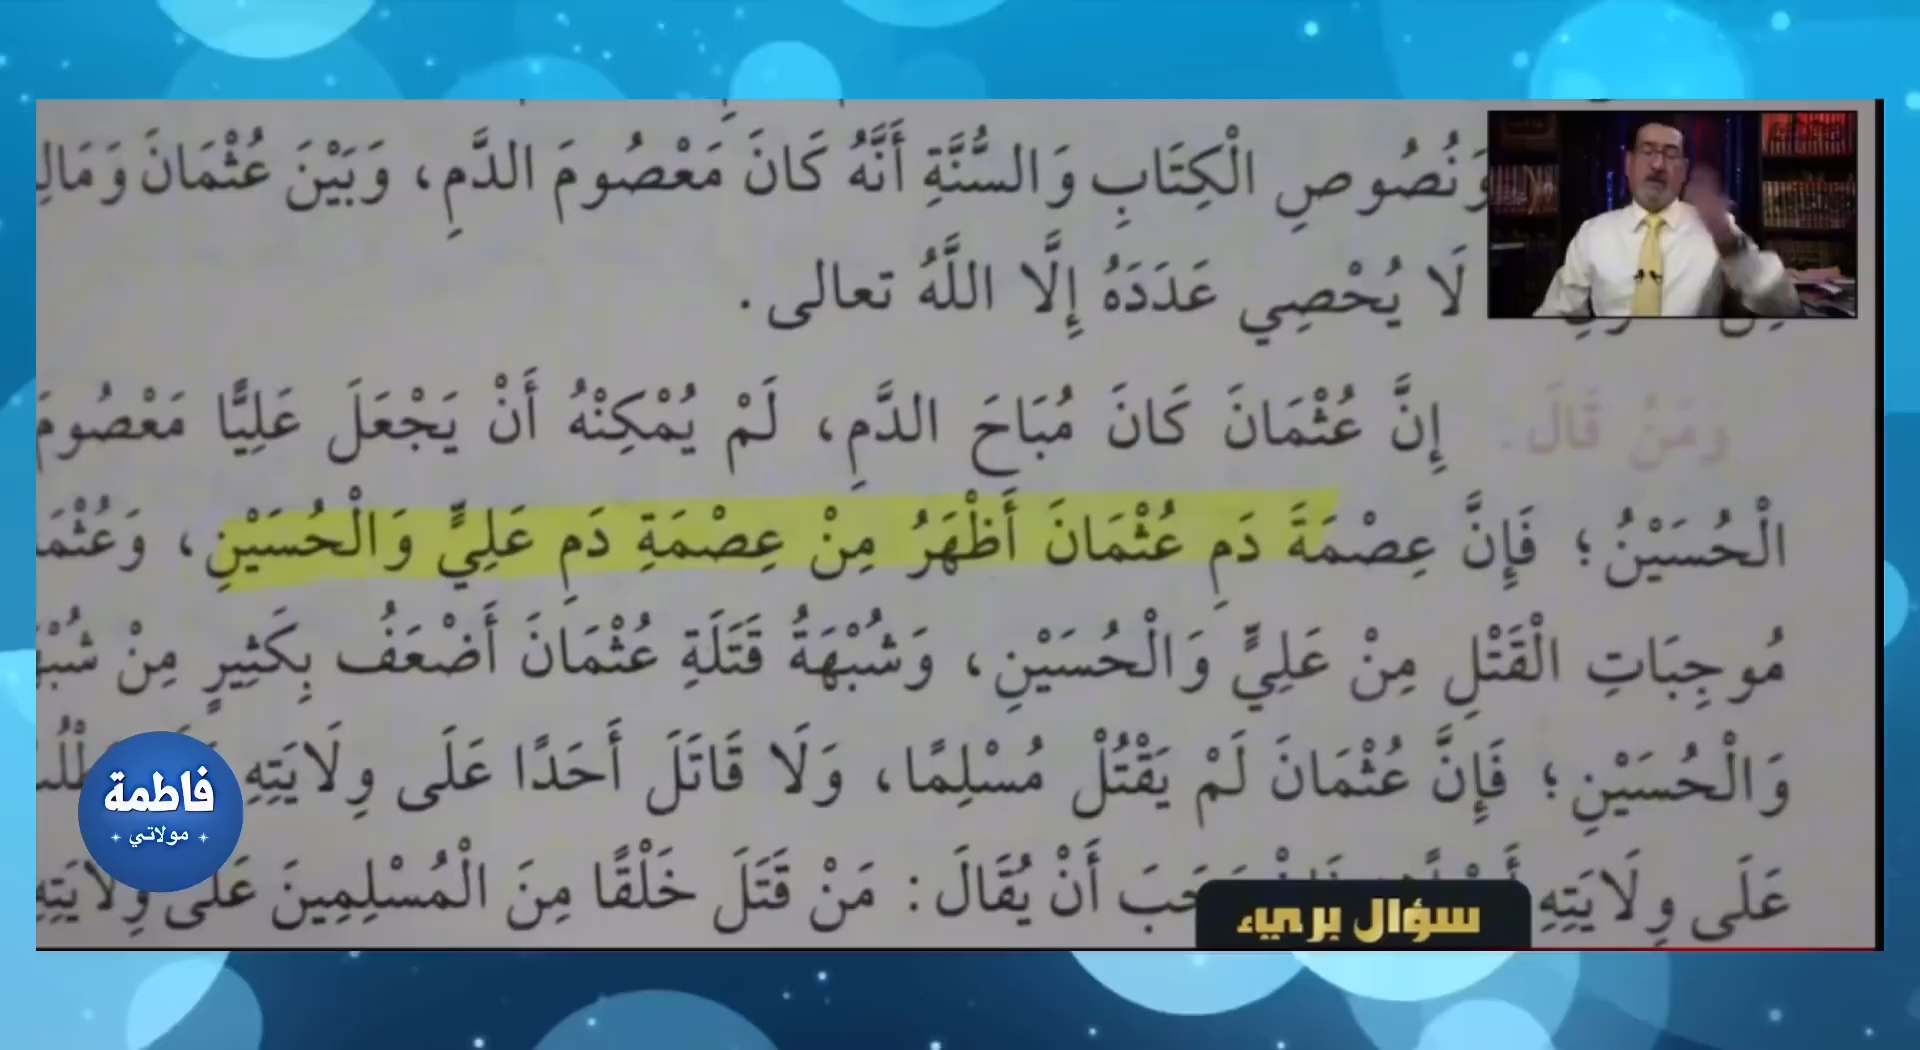 وَنُصُوصِ الْكِتَابِ وَالسُّنَّةِ أَنَّهُ كَانَ مَعْصُومَ الدَّمِ، وَبَيْنَ عُثْمَانَ
لَا يُحْصِي عَدَدَهُ إِلَّا اللَّهُ تعالى.
وَمَنْ قَالَ: إِنَّ عُثْمَانَ كَانَ مُبَاحَ الدَّمِ، لَمْ يُمْكِنْهُ أَنْ يَجْعَلَ عَلِيًّا مَعْصُومَ
الْحُسَيْنُ؛ فَإِنَّ عِصْمَةَ دَمِ عُثْمَانَ أَظْهَرُ مِنْ عِصْمَةِ دَمِ عَلِيٍّ وَالْحُسَيْنِ،
مُوجِبَاتِ الْقَتْلِ مِنْ عَلِيٍّ وَالْحُسَيْنِ، وَشُبْهَةُ قَتَلَةِ عُثْمَانَ أَضْعَفُ بِكَثِيرٍ مِنْ
وَالْحُسَيْنِ؛ فَإِنَّ عُثْمَانَ لَمْ يَقْتُلْ مُسْلِمًا، وَلَا قَاتَلَ أَحَدًا عَلَى وِلَايَتِهِ
عَلَى وِلَايَتِهِ أَنْ يُقَالَ: مَنْ قَتَلَ خَلْقًا مِنَ الْمُسْلِمِينَ عَلَى وِلَايَتِهِ
فاطمة
مولاتي
سؤال بريء